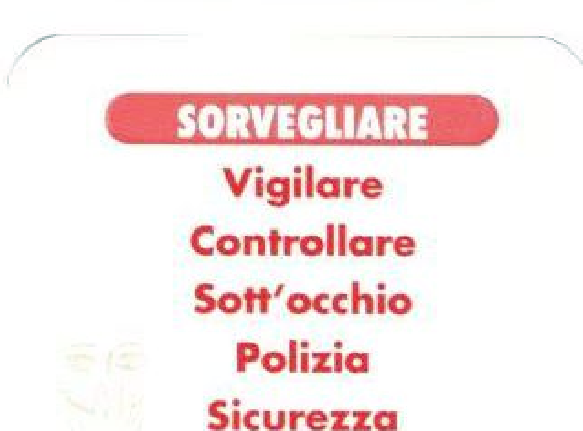 SORVEGLIARE
Vigilare
Controllare
Sott'occhio
Polizia
Sicurezza